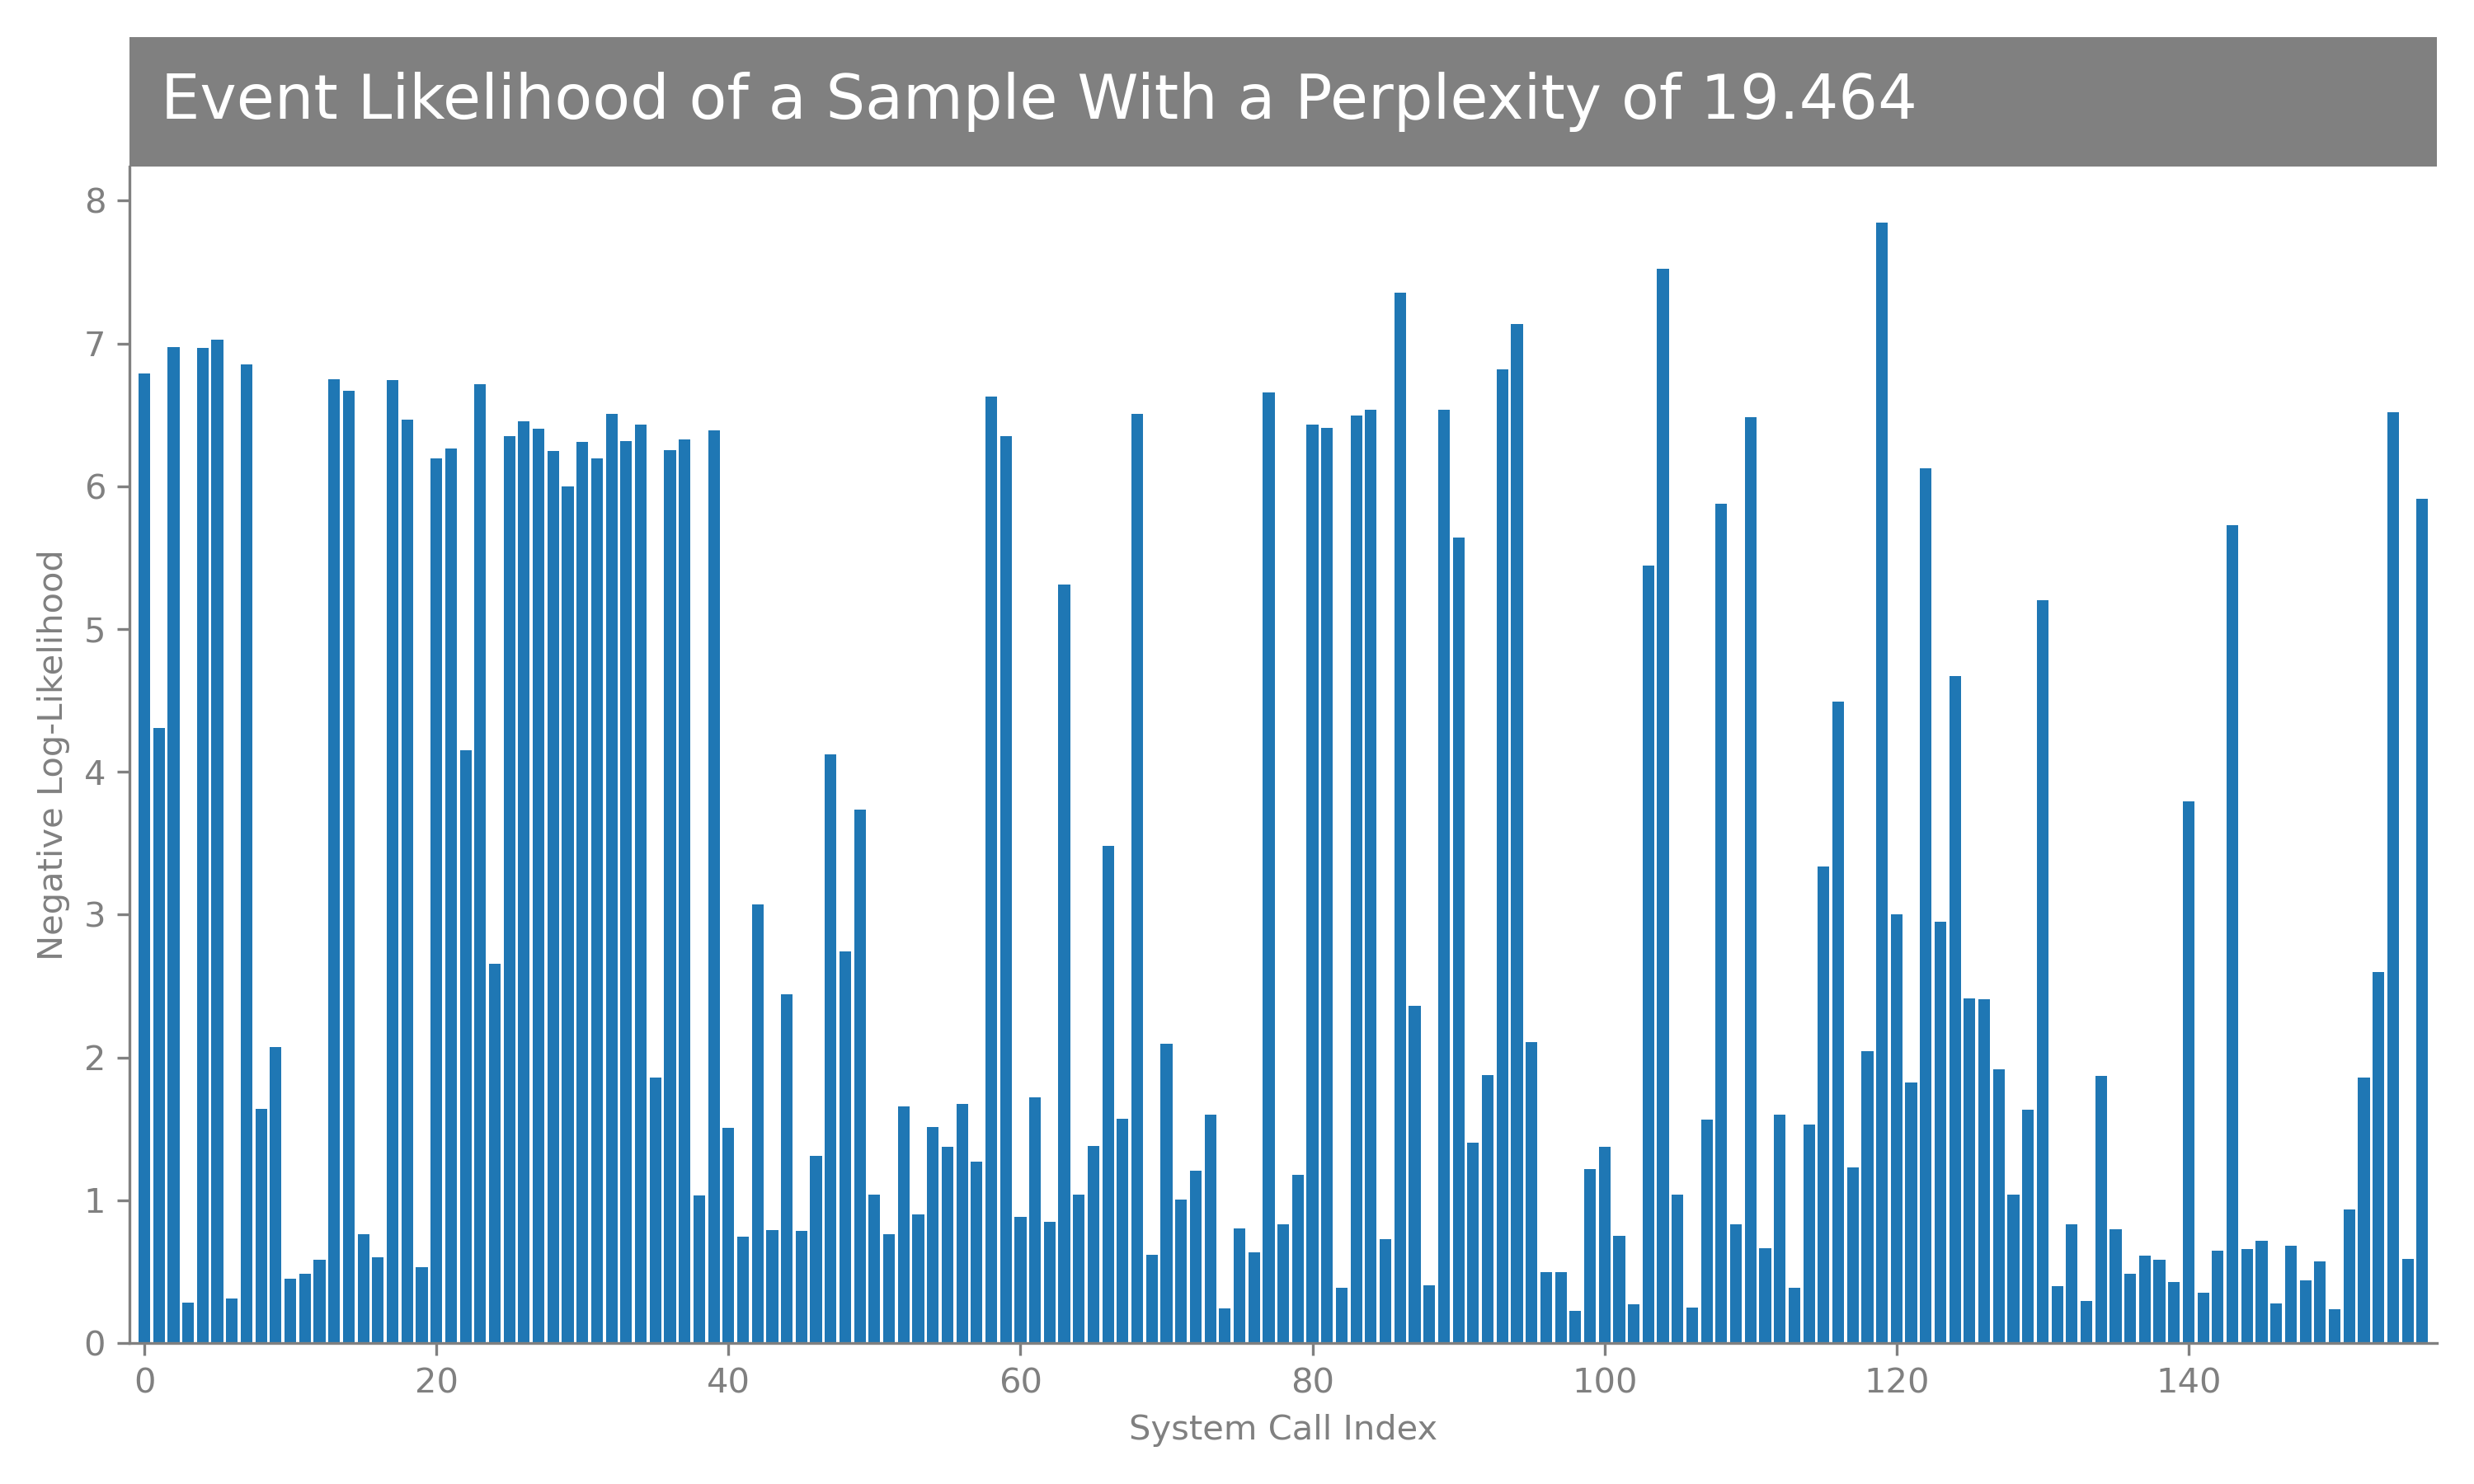 Event Likelihood of a Sample With a Perplexity of 19.464
8
7
6
5
4
3
2
1
0
Negative Log-Likelihood
0 20 40 60 80 100 120 140
System Call Index